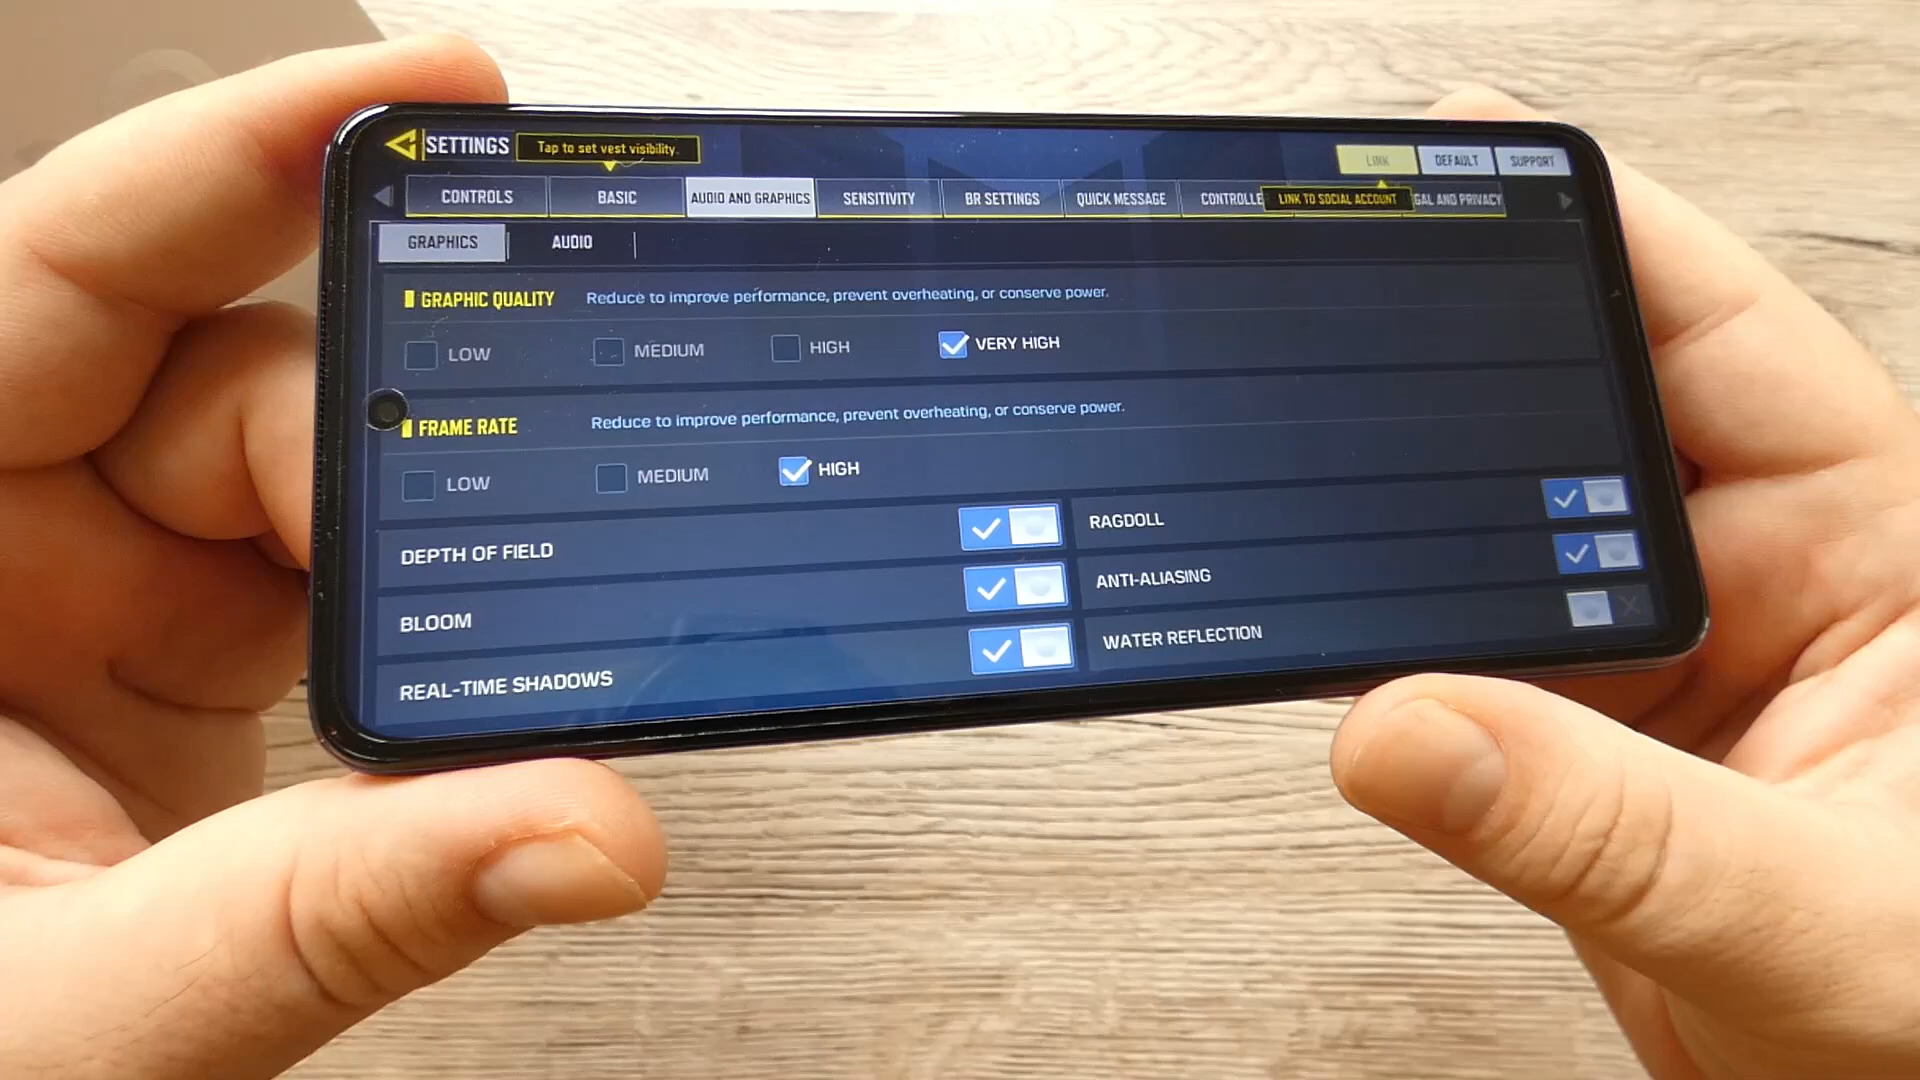 SETTINGS
Tap to set vest visibility.
LINK
DEFAULT
SUPPORT
CONTROLS
BASIC
AUDIO AND GRAPHICS
SENSITIVITY
BR SETTINGS
QUICK MESSAGE
CONTROLLE
LINK TO SOCIAL ACCOUNT
GAL AND PRIVACY
GRAPHICS
AUDIO
GRAPHIC QUALITY
Reduce to improve performance, prevent overheating, or conserve power.
LOW
MEDIUM
HIGH
VERY HIGH
FRAME RATE
Reduce to improve performance, prevent overheating, or conserve power.
LOW
MEDIUM
HIGH
DEPTH OF FIELD
RAGDOLL
BLOOM
ANTI-ALIASING
REAL-TIME SHADOWS
WATER REFLECTION